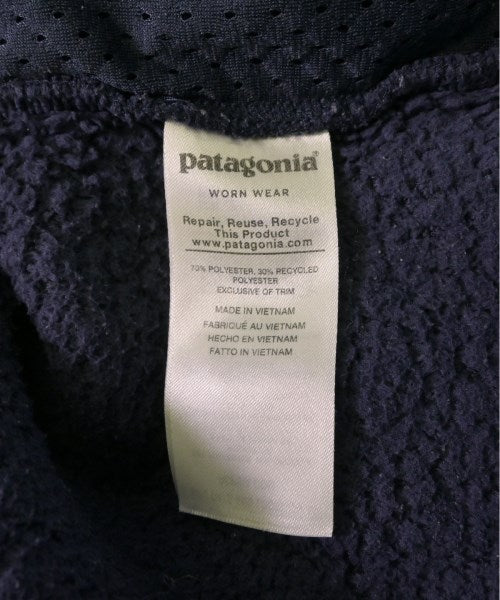 patagonia®
WORN WEAR
Repair, Reuse, Recycle
This Product
www.patagonia.com
70% POLYESTER, 30% RECYCLED
POLYESTER
EXCLUSIVE OF TRIM
MADE IN VIETNAM
FABRIQUÉ AU VIETNAM
HECHO EN VIETNAM
FATTO IN VIETNAM